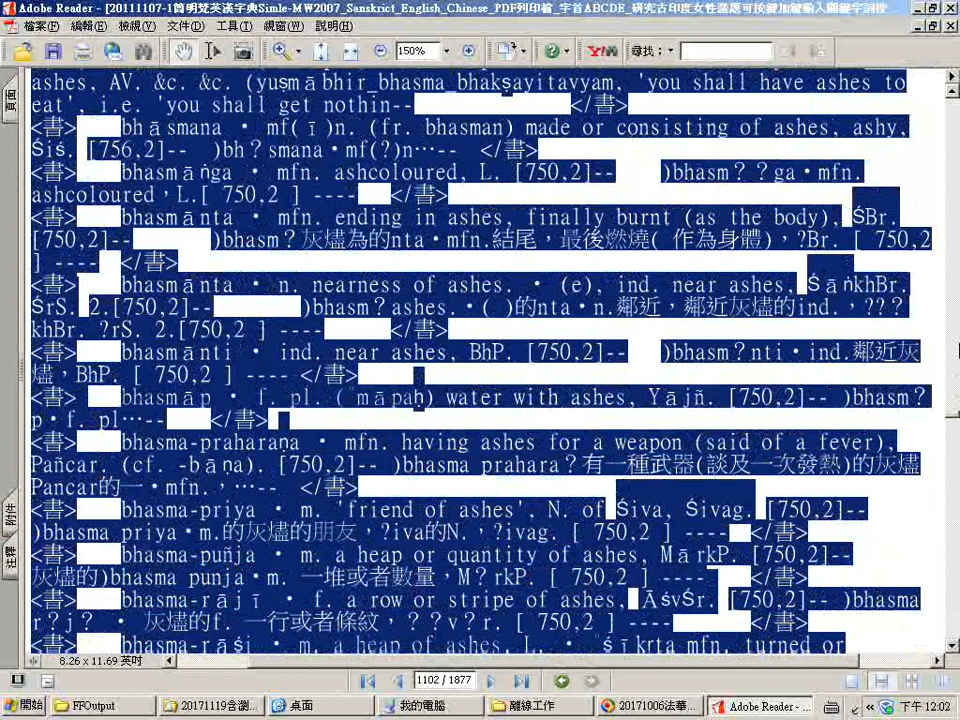 Adobe Reader - [20111107-1簡明梵英漢字典Simle-MW2007_Sanskrict_English_Chinese_PDF列印檔_字首ABCDE_研究古印度女性議題可按鍵加鍵輸入關鍵字詞搜
檔案(F) 編輯(E) 檢視(V) 文件(D) 工具(T) 視窗(W) 說明(H)
150% Y! 尋找：
頁面
附件
注釋
ashes, AV. &c. &c. (yuṣmābhir_bhasma_bhakṣayitavyam, 'you shall have ashes to
eat', i.e. 'you shall get nothin-- </書>
<書> bhāsmana · mf(ī)n. (fr. bhasman) made or consisting of ashes, ashy,
Śiś. [756,2]-- )bh？smana·mf(?)n…-- </書>
<書> bhasmāṅga · mfn. ashcoloured, L. [750,2]-- )bhasm？？ga·mfn.
ashcoloured，L.[ 750,2 ] ---- </書>
<書> bhasmānta · mfn. ending in ashes, finally burnt (as the body), ŚBr.
[750,2]-- )bhasm？灰燼為的nta·mfn.結尾，最後燃燒( 作為身體)，?Br. [ 750,2
] ---- </書>
<書> bhasmānta · n. nearness of ashes. · (e), ind. near ashes, ŚāṅkhBr.
ŚrS. 2.[750,2]-- )bhasm？ashes.·( )的nta·n.鄰近，鄰近灰燼的ind.，???
khBr. ?rS. 2.[750,2 ] ---- </書>
<書> bhasmānti · ind. near ashes, BhP. [750,2]-- )bhasm？nti·ind.鄰近灰
燼，BhP. [ 750,2 ] ---- </書>
<書> bhasmāp · f. pl. (°māpaḥ) water with ashes, Yājñ. [750,2]-- )bhasm？
p·f. pl…-- </書>
<書> bhasma-praharaṇa · mfn. having ashes for a weapon (said of a fever),
Pañcar. (cf. -bāṇa). [750,2]-- )bhasma prahara？有一種武器(談及一次發熱)的灰燼
Pancar的一·mfn.，…-- </書>
<書> bhasma-priya · m. 'friend of ashes', N. of Śiva, Śivag. [750,2]--
)bhasma priya·m.的灰燼的朋友，?iva的N.，?ivag. [ 750,2 ] ---- </書>
<書> bhasma-puñja · m. a heap or quantity of ashes, MārkP. [750,2]--
灰燼的)bhasma punja·m. 一堆或者數量，M？rkP. [ 750,2 ] ---- </書>
<書> bhasma-rājī · f. a row or stripe of ashes, ĀśvŚr. [750,2]-- )bhasma
r？j？ · 灰燼的f. 一行或者條紋，？？v？r. [ 750,2 ] ---- </書>
<書> bhasma-rāśi · m. a heap of ashes, L. · °śīkṛta mfn. turned or
8.26 x 11.69 英吋
1102 / 1877
開始 FFOutput 20171119含瀏… 桌面 我的電腦 離線工作 20171006法華… Adobe Reader - [… 下午 12:02